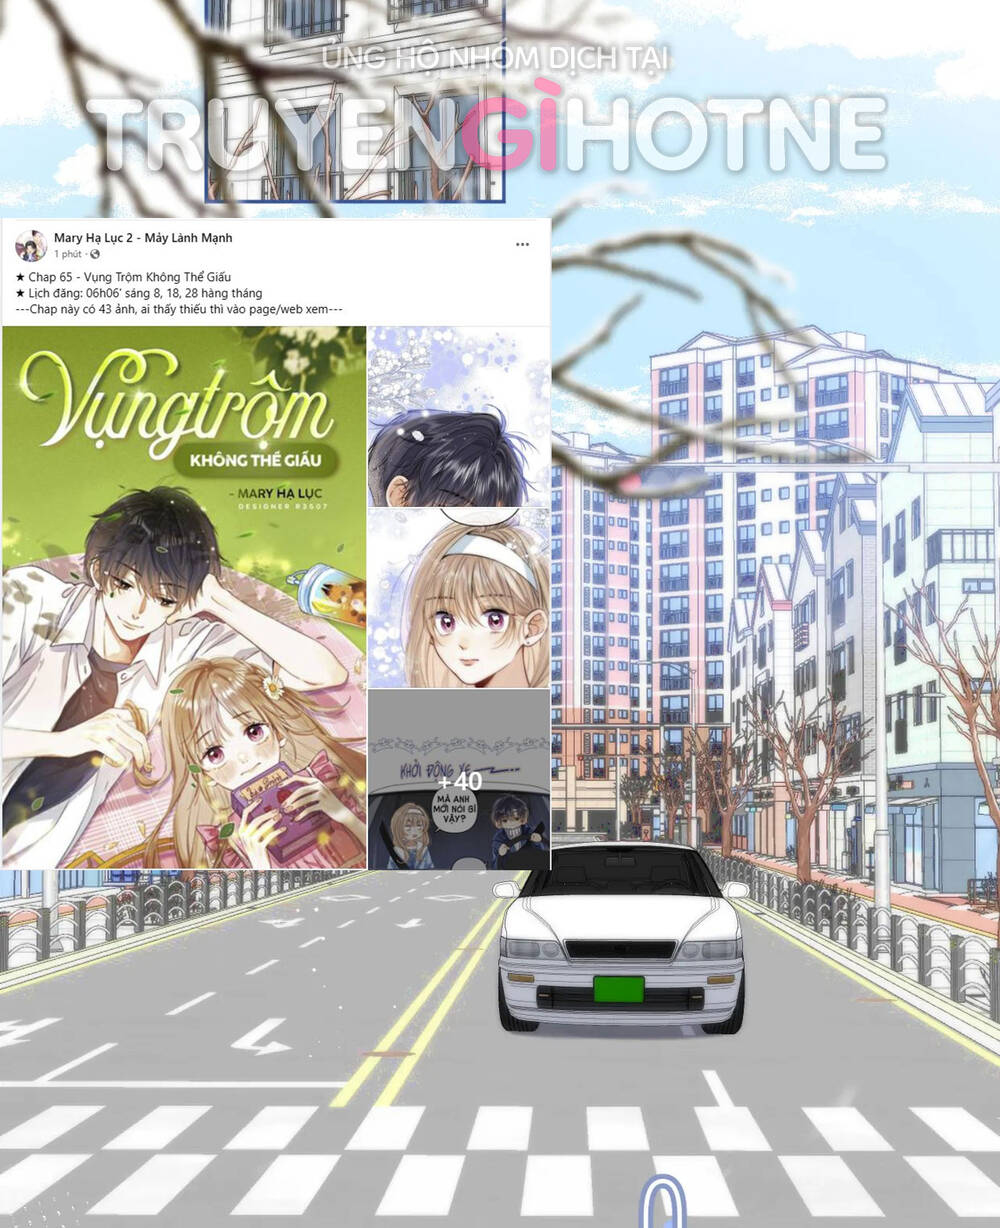 ỦNG HỘ NHÓM DỊCH TẠI
TRUYENGÌHOTNE
Mary Hạ Lục 2 - Mảy Lành Mạnh
1 phút ·
★ Chap 65 - Vụng Trộm Không Thể Giấu
★ Lịch đăng: 06h06' sáng 8, 18, 28 hàng tháng
---Chap này có 43 ảnh, ai thấy thiếu thì vào page/web xem---
Vụng trộm
KHÔNG THỂ GIẤU
- MARY HẠ LỤC
DESIGNER R3507
KHỞI ĐỘNG XE
+40
MÀ ANH
MỚI NÓI GÌ
VẬY?